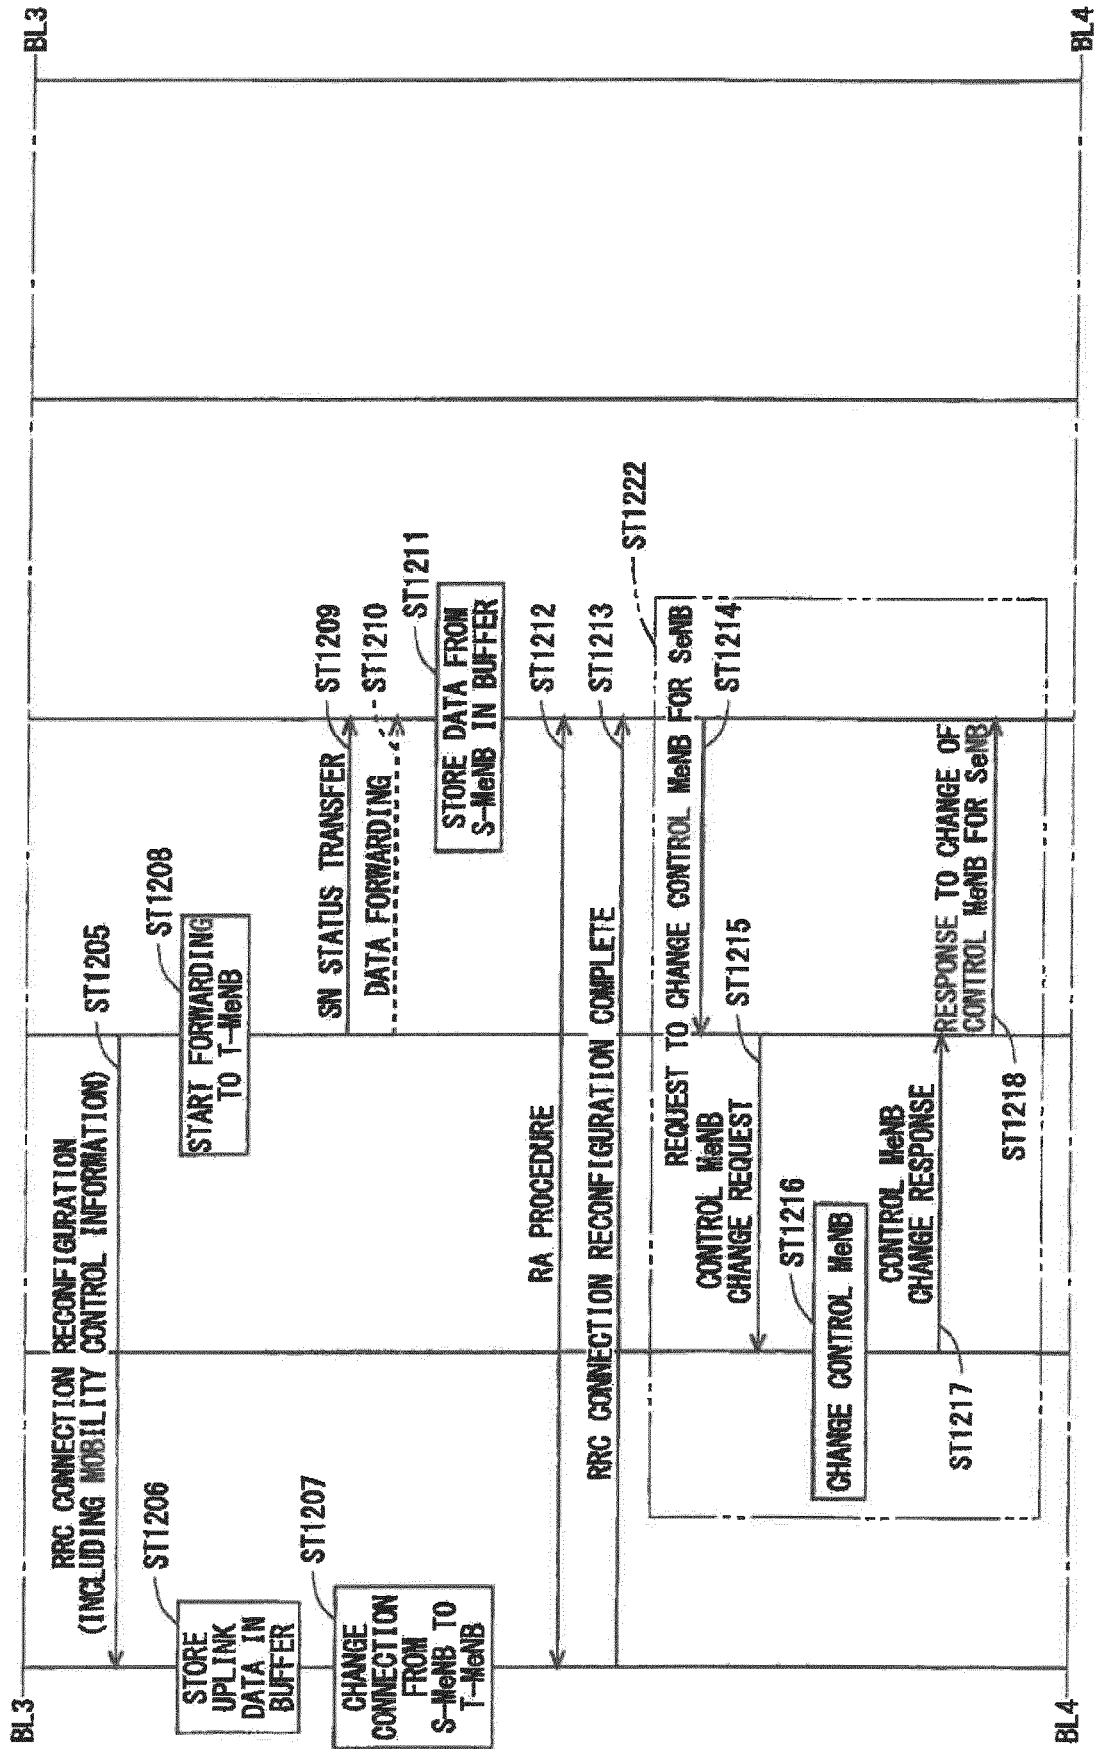 BL3
BL3
RRC CONNECTION RECONFIGURATION
(INCLUDING MOBILITY CONTROL INFORMATION)
ST1205
ST1206
STORE
UPLINK
DATA IN
BUFFER
ST1208
START FORWARDING
TO T-MeNB
ST1207
CHANGE
CONNECTION
FROM
S-MeNB TO
T-MeNB
SN STATUS TRANSFER
ST1209
DATA FORWARDING
ST1210
ST1211
STORE DATA FROM
S-MeNB IN BUFFER
RA PROCEDURE
ST1212
RRC CONNECTION RECONFIGURATION COMPLETE
ST1213
ST1222
REQUEST TO CHANGE CONTROL MeNB FOR SeNB
ST1214
CONTROL MeNB
CHANGE REQUEST
ST1215
ST1216
CHANGE CONTROL MeNB
CONTROL MeNB
CHANGE RESPONSE
ST1217
RESPONSE TO CHANGE OF
CONTROL MeNB FOR SeNB
ST1218
BL4
BL4